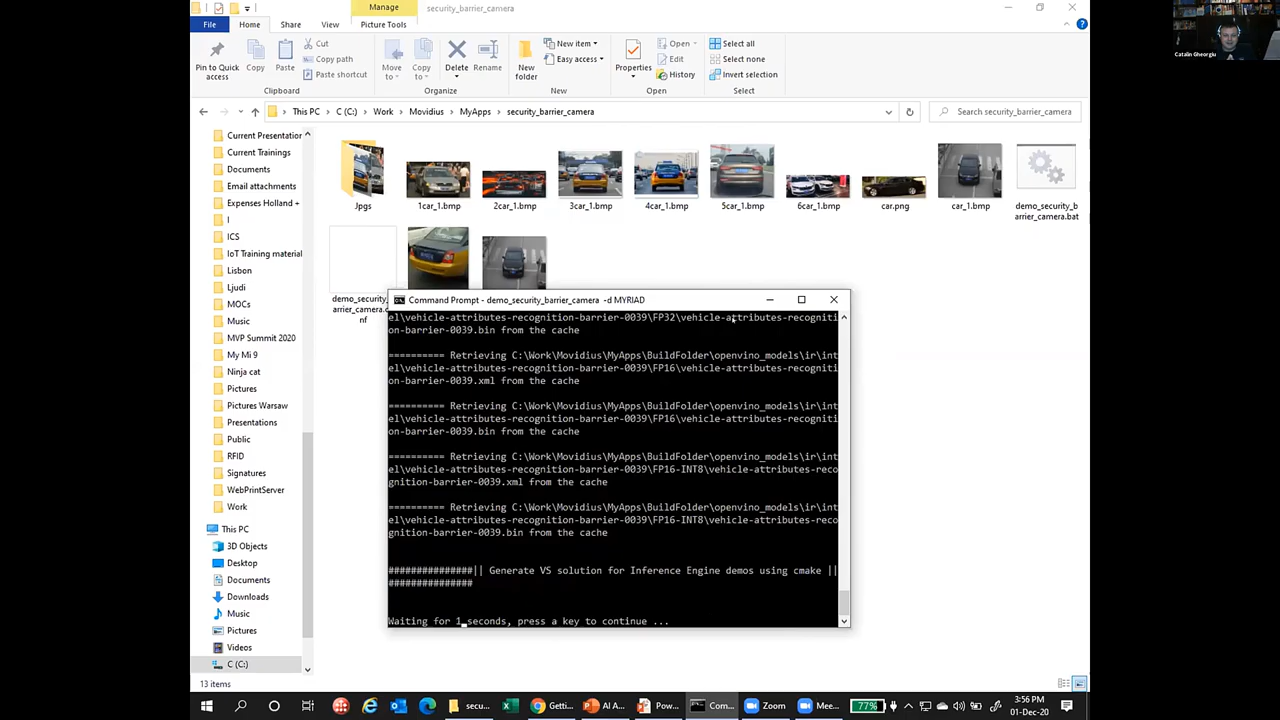 Manage
security_barrier_camera
File
Home
Share
View
Picture Tools
Pin to Quick access
Copy
Paste
Cut
Copy path
Paste shortcut
Clipboard
Move to
Copy to
Delete
Rename
Organize
New folder
New item
Easy access
New
Properties
Open
Edit
History
Open
Select all
Select none
Invert selection
Select
This PC
C (C:)
Work
Movidius
MyApps
security_barrier_camera
Search security_barrier_camera
Current Presentation
Current Trainings
Documents
Email attachments
Expenses Holland +
I
ICS
IoT Training material
Lisbon
Ljudi
MOCs
Music
MVP Summit 2020
My Mi 9
Ninja cat
Pictures
Pictures Warsaw
Presentations
Public
RFID
Signatures
WebPrintServer
Work
This PC
3D Objects
Desktop
Documents
Downloads
Music
Pictures
Videos
C (C:)
Jpgs
1car_1.bmp
2car_1.bmp
3car_1.bmp
4car_1.bmp
5car_1.bmp
6car_1.bmp
car.png
car_1.bmp
demo_security_b
arrier_camera.bat
demo_security_b
arrier_camera.co
nf
Command Prompt - demo_security_barrier_camera -d MYRIAD
el\vehicle-attributes-recognition-barrier-0039\FP32\vehicle-attributes-recogniti
on-barrier-0039.bin from the cache
========== Retrieving C:\Work\Movidius\MyApps\BuildFolder\openvino_models\ir\int
el\vehicle-attributes-recognition-barrier-0039\FP16\vehicle-attributes-recogniti
on-barrier-0039.xml from the cache
========== Retrieving C:\Work\Movidius\MyApps\BuildFolder\openvino_models\ir\int
el\vehicle-attributes-recognition-barrier-0039\FP16\vehicle-attributes-recogniti
on-barrier-0039.bin from the cache
========== Retrieving C:\Work\Movidius\MyApps\BuildFolder\openvino_models\ir\int
el\vehicle-attributes-recognition-barrier-0039\FP16-INT8\vehicle-attributes-reco
gnition-barrier-0039.xml from the cache
========== Retrieving C:\Work\Movidius\MyApps\BuildFolder\openvino_models\ir\int
el\vehicle-attributes-recognition-barrier-0039\FP16-INT8\vehicle-attributes-reco
gnition-barrier-0039.bin from the cache
###############|| Generate VS solution for Inference Engine demos using cmake ||
###############
Waiting for 1 seconds, press a key to continue ...
13 items
secu...
Getti...
AI A...
Pow...
Com...
Zoom
Mee...
77%
3:56 PM
01-Dec-20
Catalin Gheorgiu